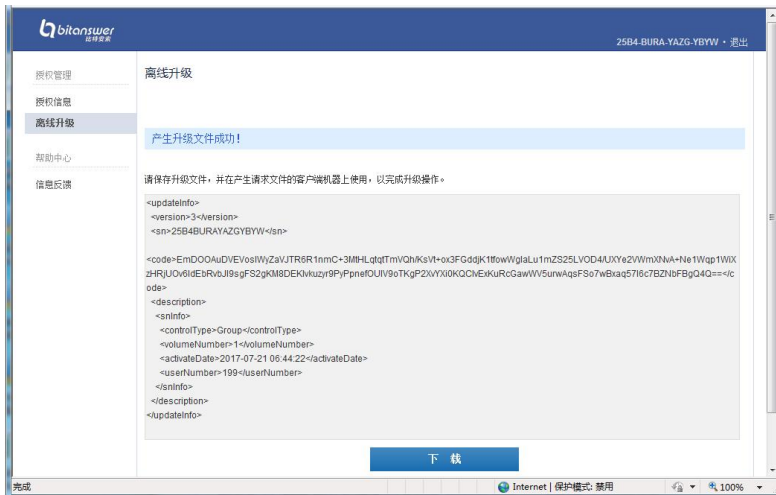 bitanswer
比特安索
25B4-BURA-YAZG-YBYW • 退出
授权管理
授权信息
离线升级
帮助中心
信息反馈
离线升级
产生升级文件成功！
请保存升级文件，并在产生请求文件的客户端机器上使用，以完成升级操作。
<updateInfo>
<version>3</version>
<sn>25B4BURAYAZGYBYW</sn>
<code>EmDOOAuDVEVosIWyZaVJTR6R1nmC+3MtHLqtqtTmVQh/KsVt+ox3FGddjK1tfowWglaLu1mZS25LVOD4/UXYe2VWmXNvA+Ne1Wqp1WiX
zHRjUOv6IdEbRvbJI9sgFS2gKM8DEKlvkuzyr9PyPpnefOUIV9oTKgP2XVYXi0KQClvExKuRcGawWV5urwAqsFSo7wBxaq57I6c7BZNbFBgQ4Q==</c
ode>
<description>
<snInfo>
<controlType>Group</controlType>
<volumeNumber>1</volumeNumber>
<activateDate>2017-07-21 06:44:22</activateDate>
<userNumber>199</userNumber>
</snInfo>
</description>
</updateInfo>
下 载
完成
Internet | 保护模式: 禁用
100%